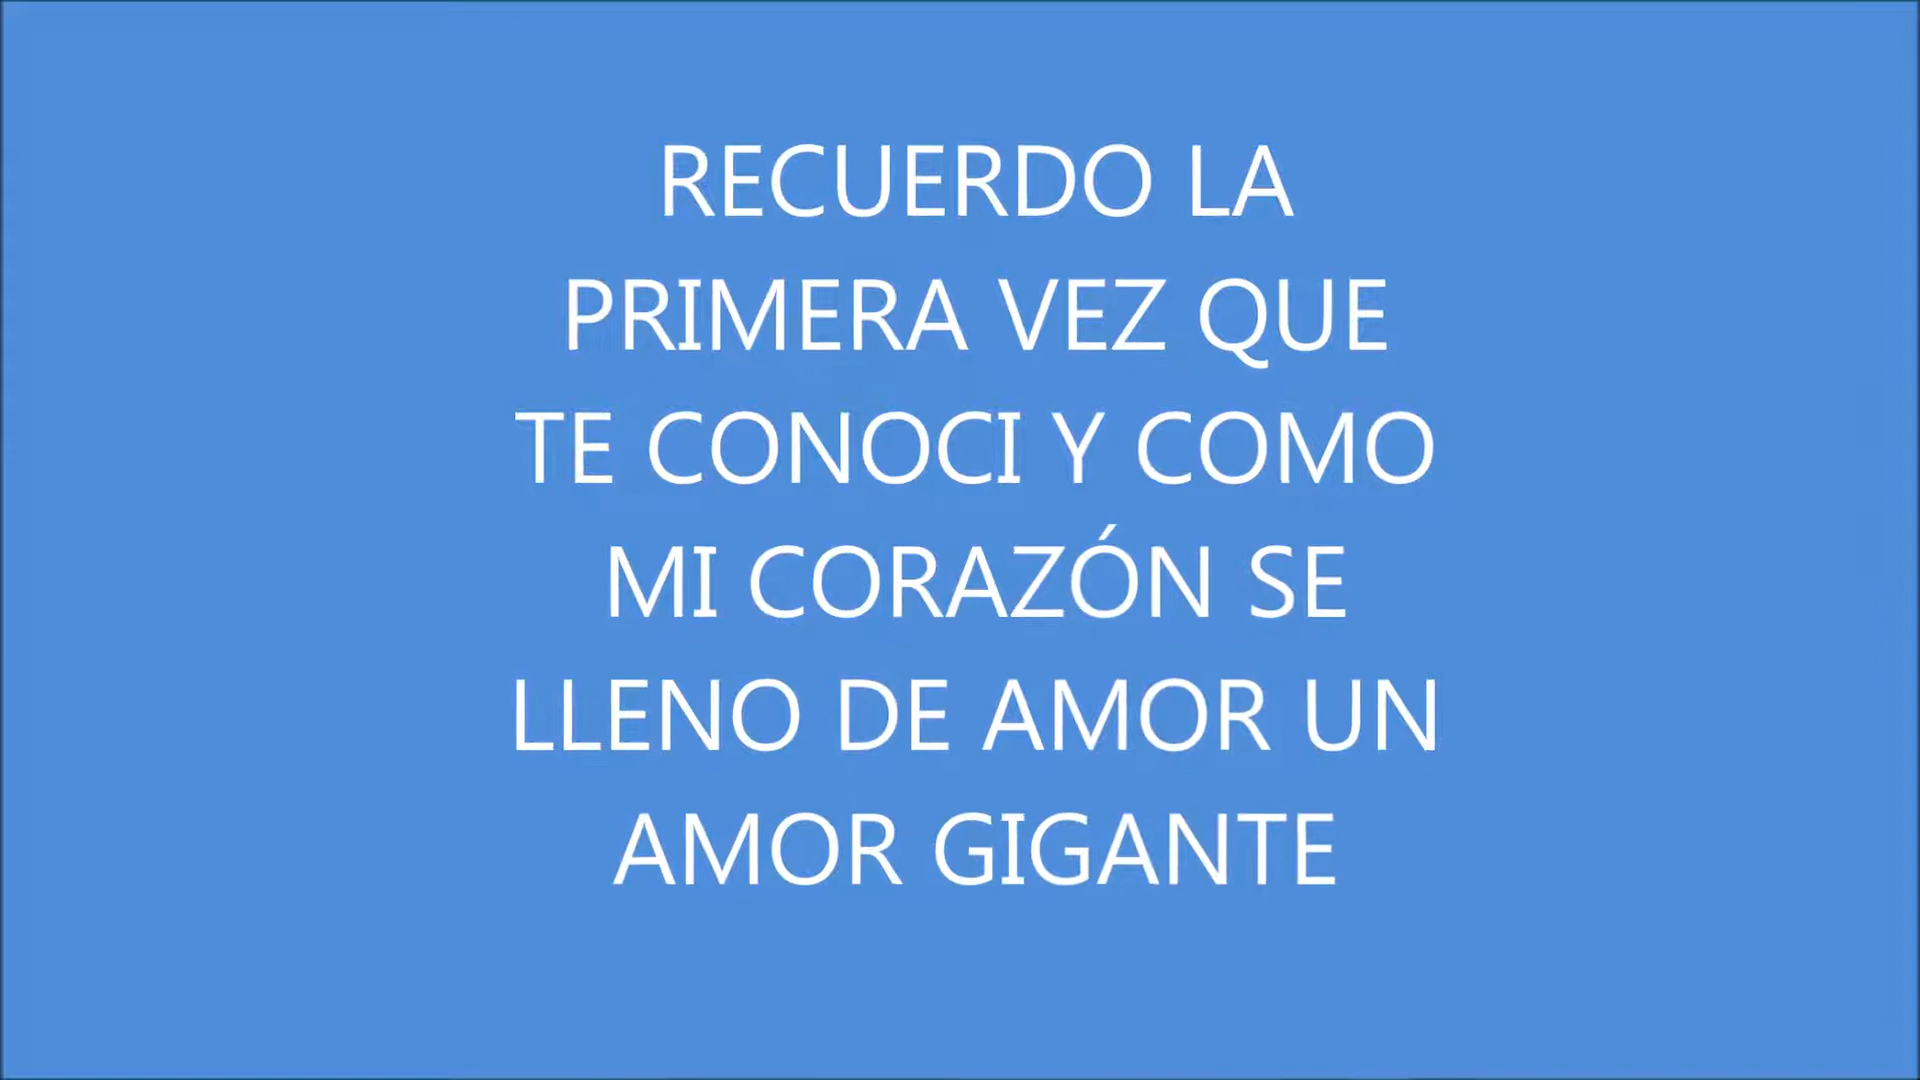 RECUERDO LA
PRIMERA VEZ QUE
TE CONOCI Y COMO
MI CORAZÓN SE
LLENO DE AMOR UN
AMOR GIGANTE